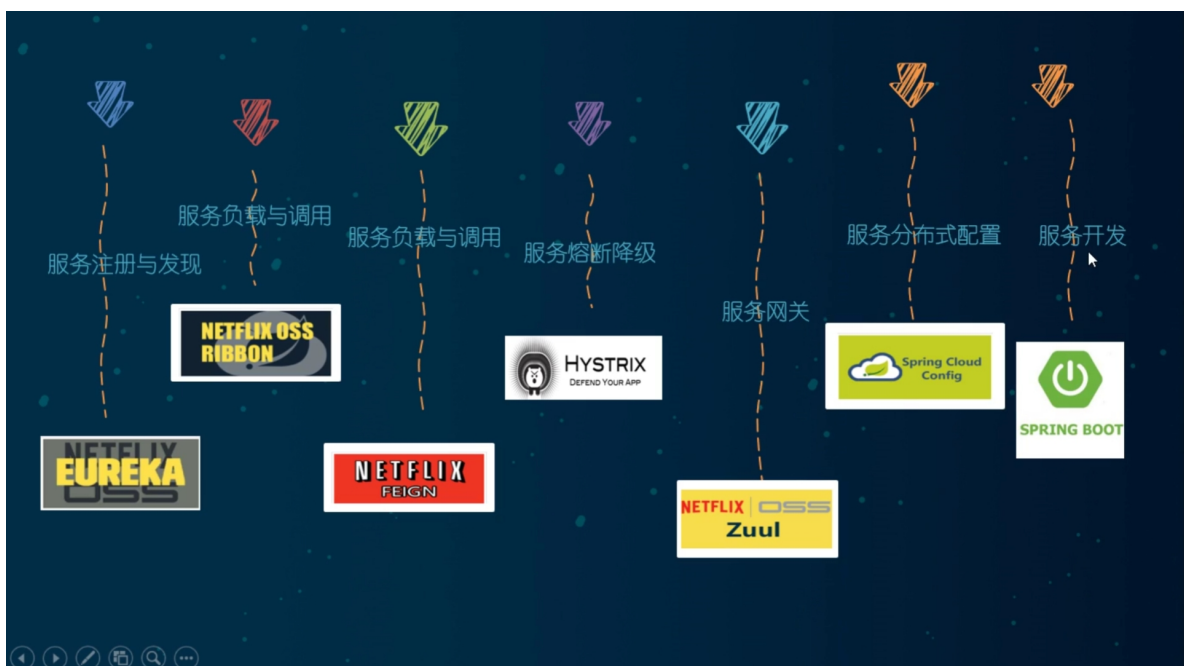 服务注册与发现
NETFLIX
EUREKA
OSS
服务负载与调用
NETFLIX OSS
RIBBON
服务负载与调用
NETFLIX
FEIGN
服务熔断降级
HYSTRIX
DEFEND YOUR APP
服务网关
NETFLIX OSS
Zuul
服务分布式配置
Spring Cloud
Config
服务开发
SPRING BOOT